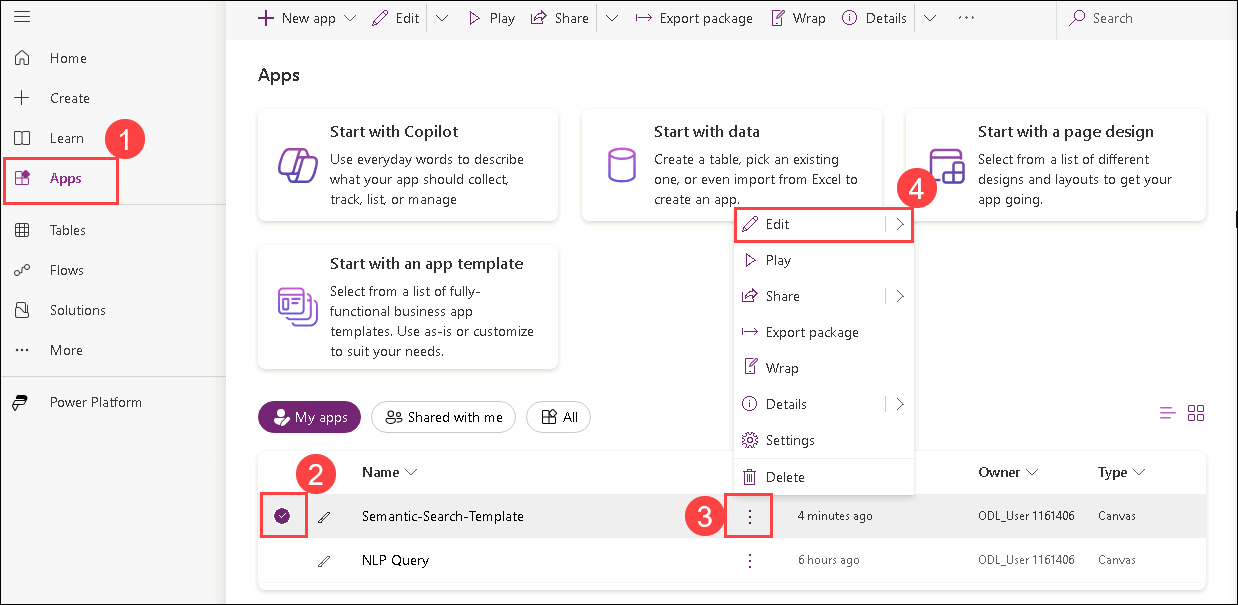 New app
Edit
Play
Share
Export package
Wrap
Details
Search
Home
Create
Learn
1
Apps
Tables
Flows
Solutions
More
Power Platform
Apps
Start with Copilot
Use everyday words to describe
what your app should collect,
track, list, or manage
Start with data
Create a table, pick an existing
one, or even import from Excel to
create an app.
Start with a page design
Select from a list of different
designs and layouts to get your
app going.
Start with an app template
Select from a list of fully-
functional business app
templates. Use as-is or customize
to suit your needs.
4
Edit
Play
Share
Export package
Wrap
Details
Settings
Delete
My apps
Shared with me
All
2
Name
Owner
Type
Semantic-Search-Template
3
4 minutes ago
ODL_User 1161406
Canvas
NLP Query
6 hours ago
ODL_User 1161406
Canvas